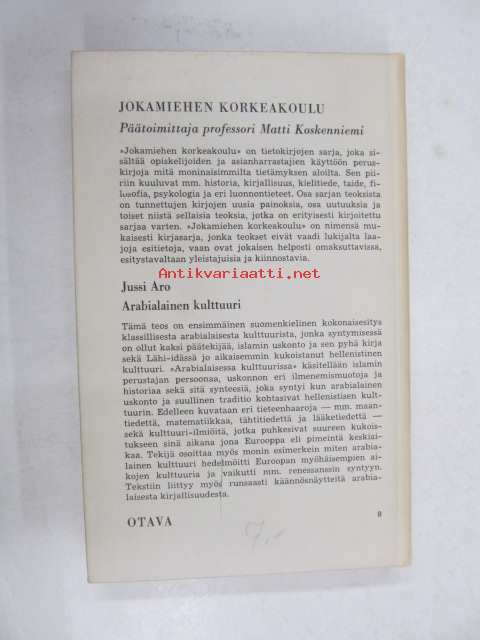 JOKAMIEHEN KORKEAKOULU
Päätoimittaja professori Matti Koskenniemi
»Jokamiehen korkeakoulu» on tietokirjojen sarja, joka si-
sältää opiskelijoiden ja asianharrastajien käyttöön perus-
kirjoja mitä moninaisimmilta tietämyksen aloilta. Sen pii-
riin kuuluvat mm. historia, kirjallisuus, kielitiede, taide, fi-
losofia, psykologia ja eri luonnontieteet. Osa sarjan teoksista
on tunnettujen kirjojen uusia painoksia, osa uutuuksia ja
toiset niistä sellaisia teoksia, jotka on erityisesti kirjoitettu
sarjaa varten. »Jokamiehen korkeakoulu» on nimensä mu-
kaisesti kirjasarja, jonka teokset eivät vaadi lukijalta laa-
joja esitietoja, vaan ovat jokaisen helposti omaksuttavissa,
esitystavaltaan yleistajuisia ja kiinnostavia.
Antikvariaatti.net
Jussi Aro
Arabialainen kulttuuri
Tämä teos on ensimmäinen suomenkielinen kokonaisesitys
klassillisesta arabialaisesta kulttuurista, jonka syntymisessä
on ollut kaksi päätekijää, islamin uskonto ja sen pyhä kirja
sekä Lähi-idässä jo aikaisemmin kukoistanut hellenistinen
kulttuuri. »Arabialaisessa kulttuurissa» käsitellään islamin
perustajan persoonaa, uskonnon eri ilmenemismuotoja ja
historiaa sekä sitä synteesiä, joka syntyi kun arabialainen
uskonto ja suullinen traditio kohtasivat hellenistisen kult-
tuurin. Edelleen kuvataan eri tieteenhaaroja — mm. maan-
tiedettä, matematiikkaa, tähtitiedettä ja lääketiedettä —
sekä kulttuuri-ilmiöitä, jotka puhkesivat suureen kukois-
tukseen sinä aikana jona Eurooppa eli pimeintä keskiai-
kaa. Tekijä osoittaa myös monin esimerkein miten arabia-
lainen kulttuuri hedelmöitti Euroopan myöhäisempien ai-
kojen kulttuuria ja vaikutti mm. renessanssin syntyyn.
Tekstiin liittyy myös runsaasti käännösnäytteitä arabia-
laisesta kirjallisuudesta.
OTAVA
7,-
8